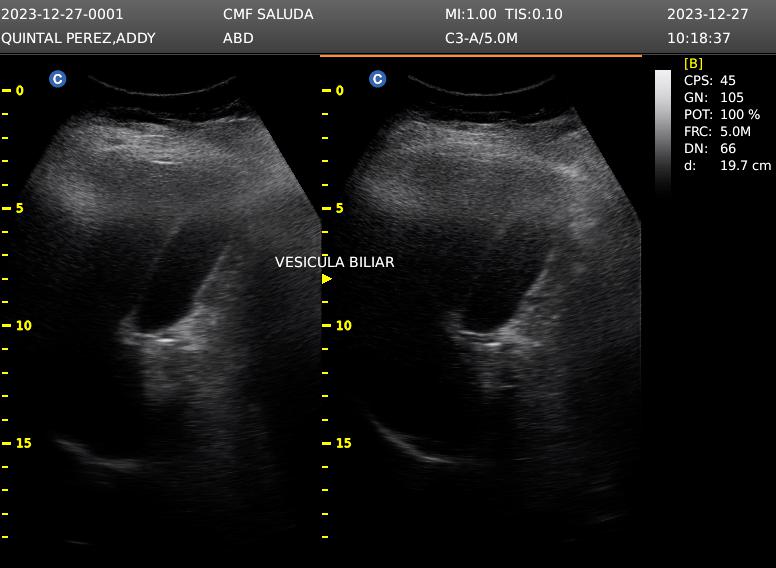 2023-12-27-0001 CMF SALUDA MI:1.00 TIS:0.10 2023-12-27
QUINTAL PEREZ,ADDY ABD C3-A/5.0M 10:18:37
C C
[B]
CPS: 45
GN: 105
POT: 100 %
FRC: 5.0M
DN: 66
d: 19.7 cm
0 0
5 5
VESICULA BILIAR
10 10
15 15